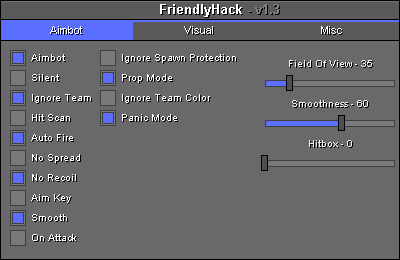 FriendlyHack - v1.3
Aimbot Visual Misc
Aimbot
Silent
Ignore Team
Hit Scan
Auto Fire
No Spread
No Recoil
Aim Key
Smooth
On Attack
Ignore Spawn Protection
Prop Mode
Ignore Team Color
Panic Mode
Field Of View - 35
Smoothness - 60
Hitbox - 0